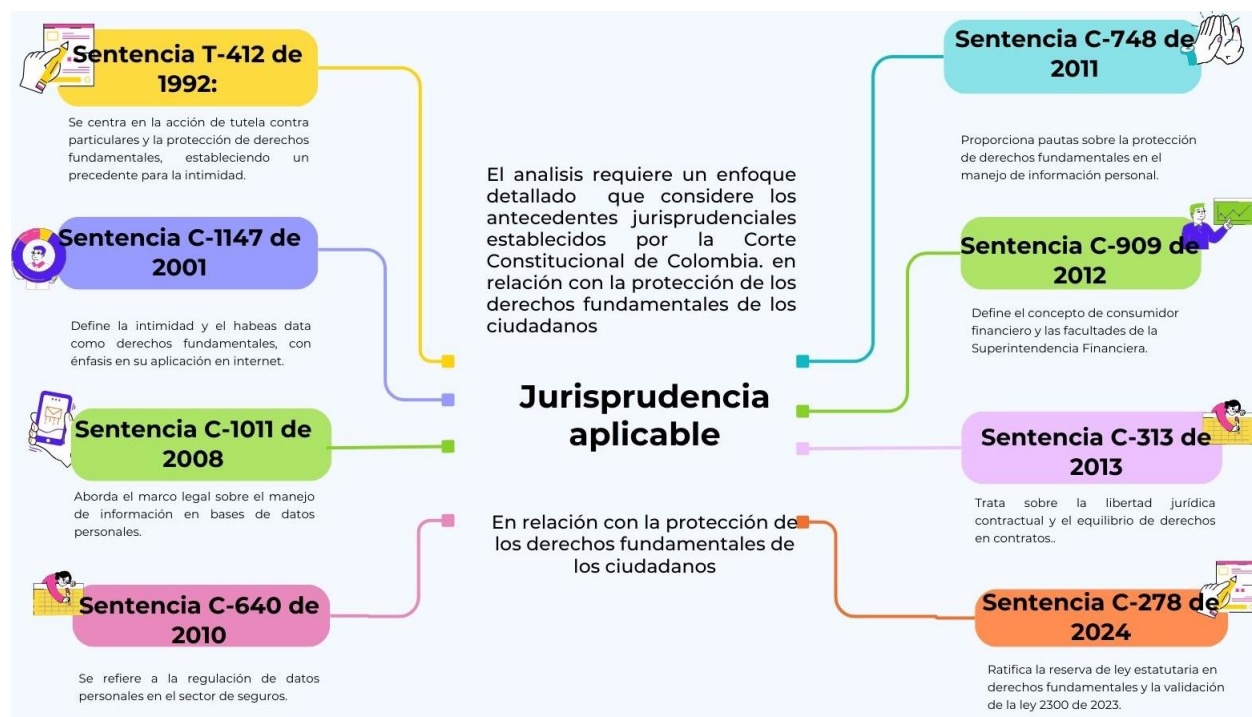 Sentencia T-412 de
1992:
Se centra en la acción de tutela contra
particulares y la protección de derechos
fundamentales, estableciendo un
precedente para la intimidad.
Sentencia C-1147 de
2001
Define la intimidad y el habeas data
como derechos fundamentales, con
énfasis en su aplicación en internet.
Sentencia C-1011 de
2008
Aborda el marco legal sobre el manejo
de información en bases de datos
personales.
Sentencia C-640 de
2010
Se refiere a la regulación de datos
personales en el sector de seguros.
El analisis requiere un enfoque
detallado que considere los
antecedentes jurisprudenciales
establecidos por la Corte
Constitucional de Colombia. en
relación con la protección de los
derechos fundamentales de los
ciudadanos
Jurisprudencia
aplicable
En relación con la protección de
los derechos fundamentales de
los ciudadanos
Sentencia C-748 de
2011
Proporciona pautas sobre la protección
de derechos fundamentales en el
manejo de información personal.
Sentencia C-909 de
2012
Define el concepto de consumidor
financiero y las facultades de la
Superintendencia Financiera.
Sentencia C-313 de
2013
Trata sobre la libertad jurídica
contractual y el equilibrio de derechos
en contratos..
Sentencia C-278 de
2024
Ratifica la reserva de ley estatutaria en
derechos fundamentales y la validación
de la ley 2300 de 2023.